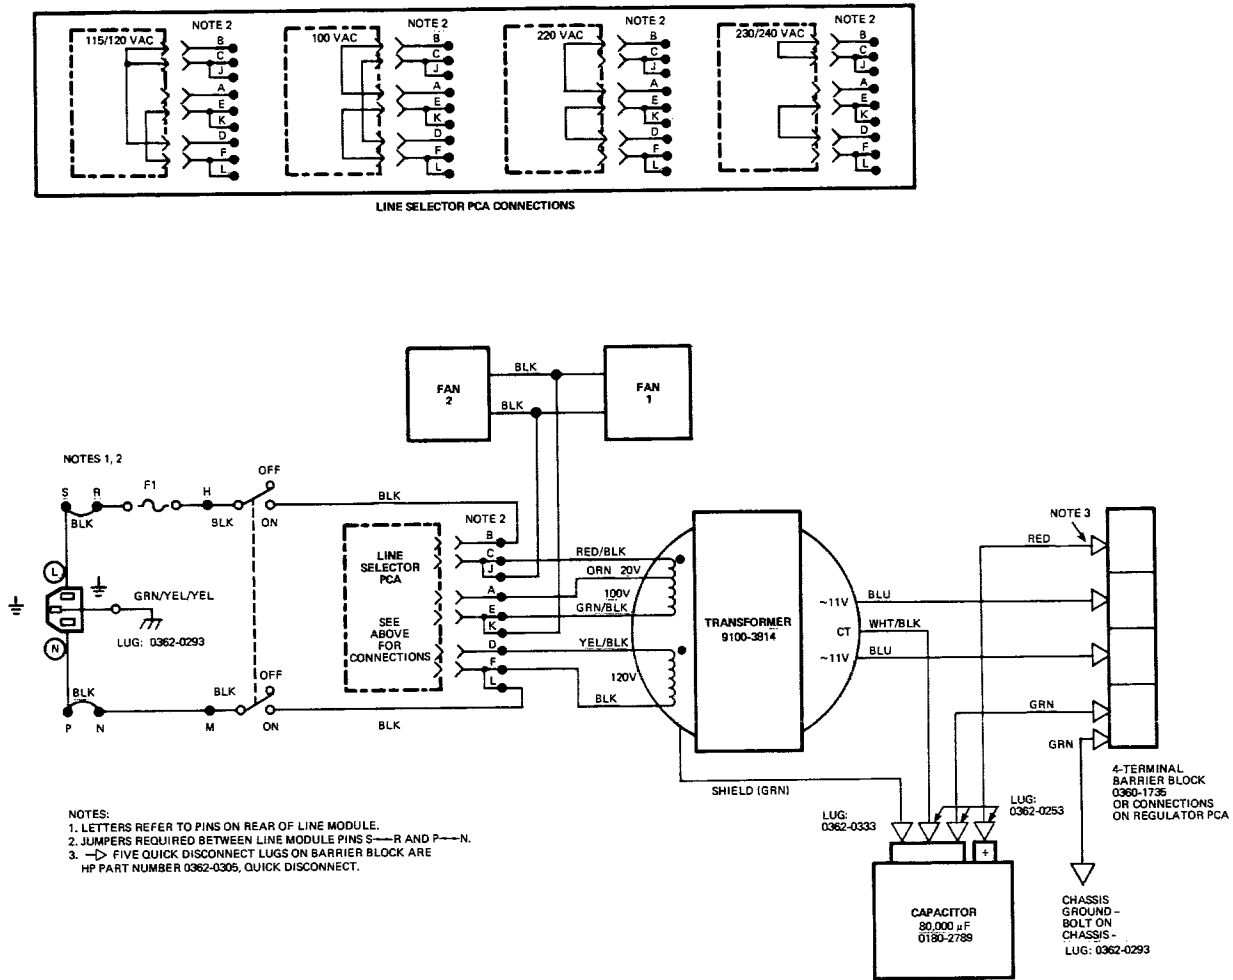 NOTE 2
NOTE 2
NOTE 2
NOTE 2
115/120 VAC
B
C
J
A
E
K
D
F
L
100 VAC
B
C
J
A
E
K
D
F
L
220 VAC
B
C
J
A
E
K
D
F
L
230/240 VAC
B
C
J
A
E
K
D
F
L
LINE SELECTOR PCA CONNECTIONS
FAN
2
BLK
BLK
FAN
1
NOTES 1, 2
S
R
BLK
F1
H
BLK
OFF
ON
BLK
L
GRN/YEL/YEL
LUG: 0362-0293
N
BLK
P
N
M
BLK
OFF
ON
BLK
LINE
SELECTOR
PCA
SEE
ABOVE
FOR
CONNECTIONS
NOTE 2
B
C
J
A
E
K
D
F
L
RED/BLK
ORN 20V
100V
GRN/BLK
YEL/BLK
120V
BLK
TRANSFORMER
9100-3814
~11V
CT
~11V
BLU
WHT/BLK
BLU
NOTE 3
RED
GRN
GRN
SHIELD (GRN)
4-TERMINAL
BARRIER BLOCK
0360-1735
OR CONNECTIONS
ON REGULATOR PCA
LUG:
0362-0333
LUG:
0362-0253
+
CAPACITOR
80,000 µF
0180-2789
CHASSIS
GROUND -
BOLT ON
CHASSIS -
LUG: 0362-0293
NOTES:
1. LETTERS REFER TO PINS ON REAR OF LINE MODULE.
2. JUMPERS REQUIRED BETWEEN LINE MODULE PINS S—R AND P—N.
3. —▷ FIVE QUICK DISCONNECT LUGS ON BARRIER BLOCK ARE
HP PART NUMBER 0362-0305, QUICK DISCONNECT.